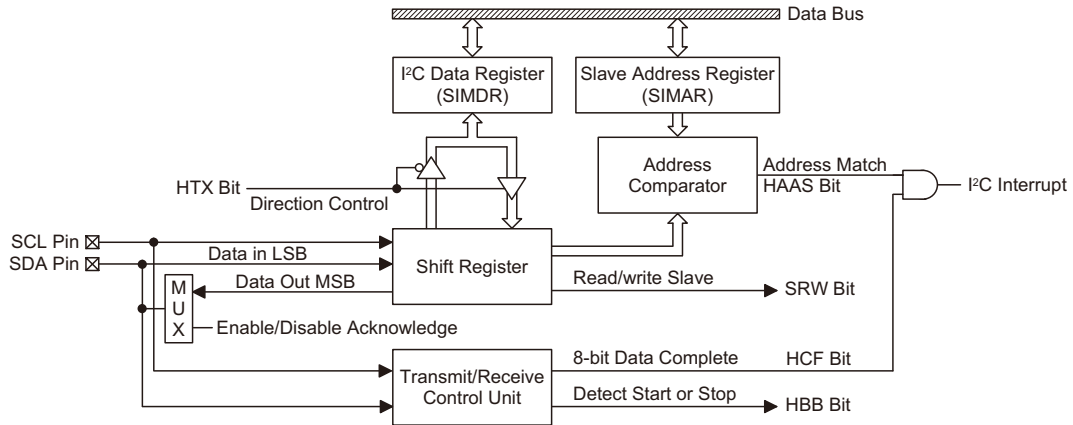 Data Bus
I²C Data Register
(SIMDR)
Slave Address Register
(SIMAR)
HTX Bit
Direction Control
Address
Comparator
Address Match
HAAS Bit
I²C Interrupt
SCL Pin
SDA Pin
Data in LSB
Shift Register
Data Out MSB
M
U
X
Enable/Disable Acknowledge
Read/write Slave
SRW Bit
Transmit/Receive
Control Unit
8-bit Data Complete
HCF Bit
Detect Start or Stop
HBB Bit